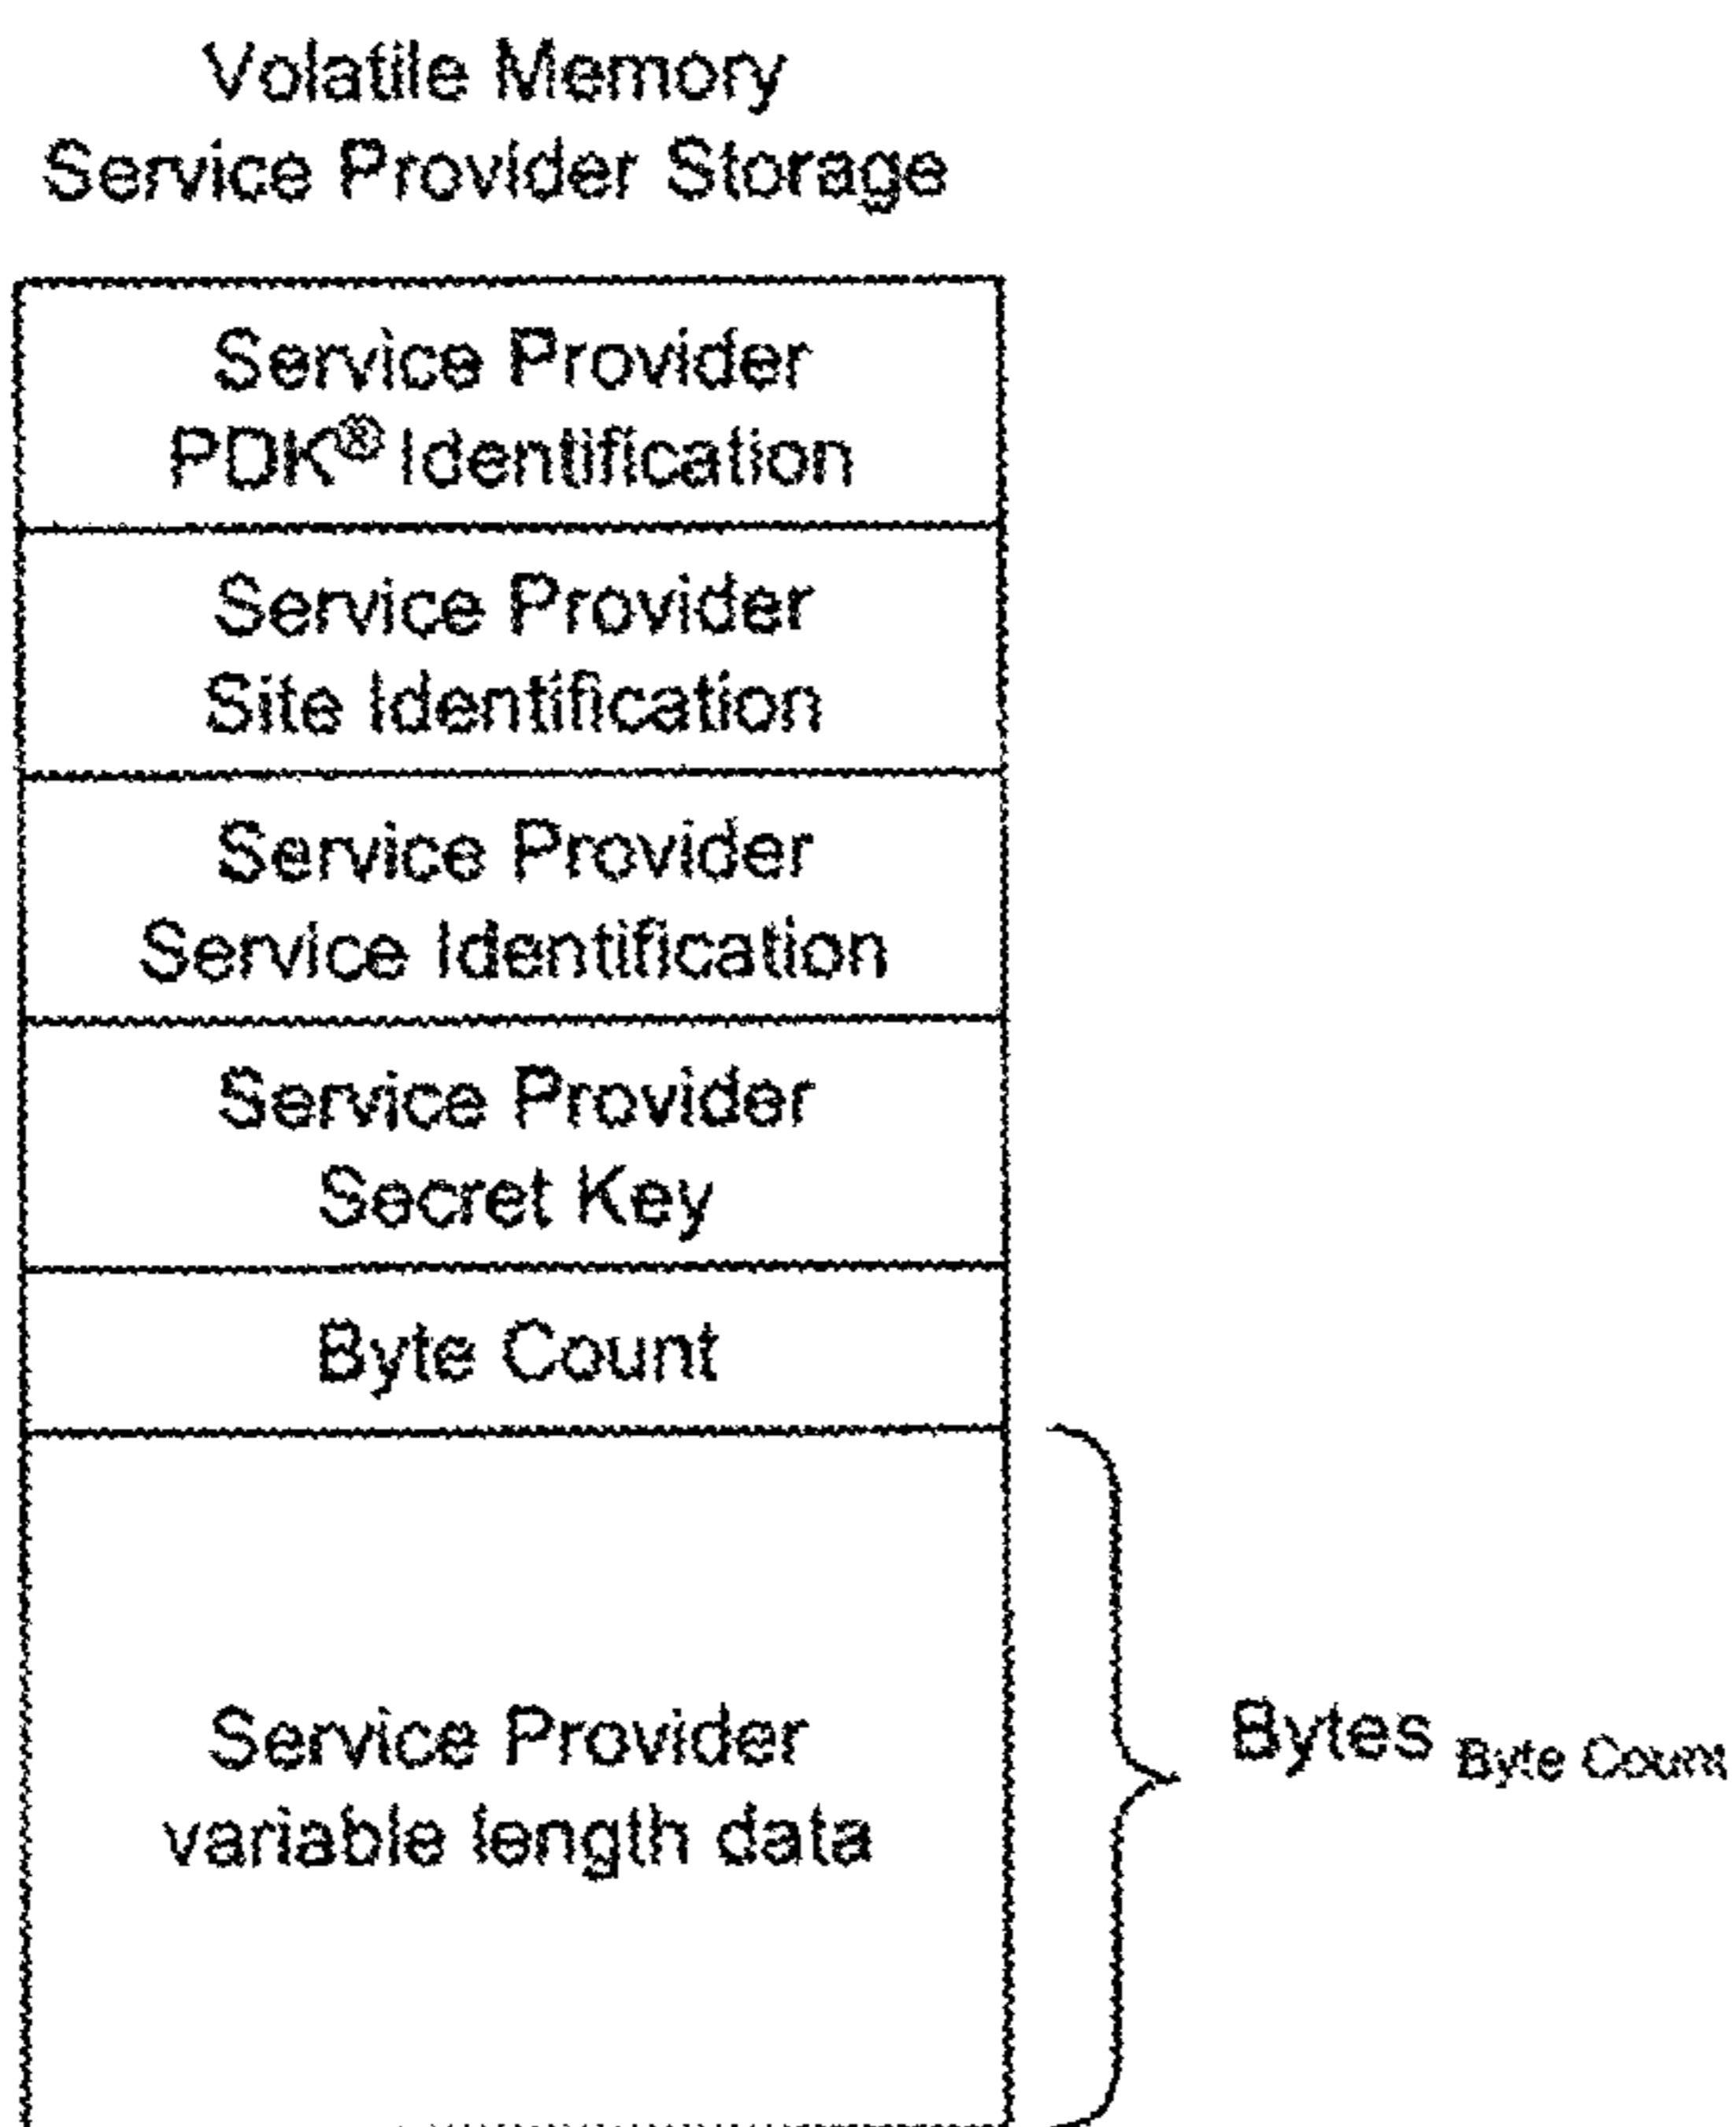 Volatile Memory
Service Provider Storage
Service Provider
PDK® Identification
Service Provider
Site Identification
Service Provider
Service Identification
Service Provider
Secret Key
Byte Count
Service Provider
variable length data
Bytes Byte Count